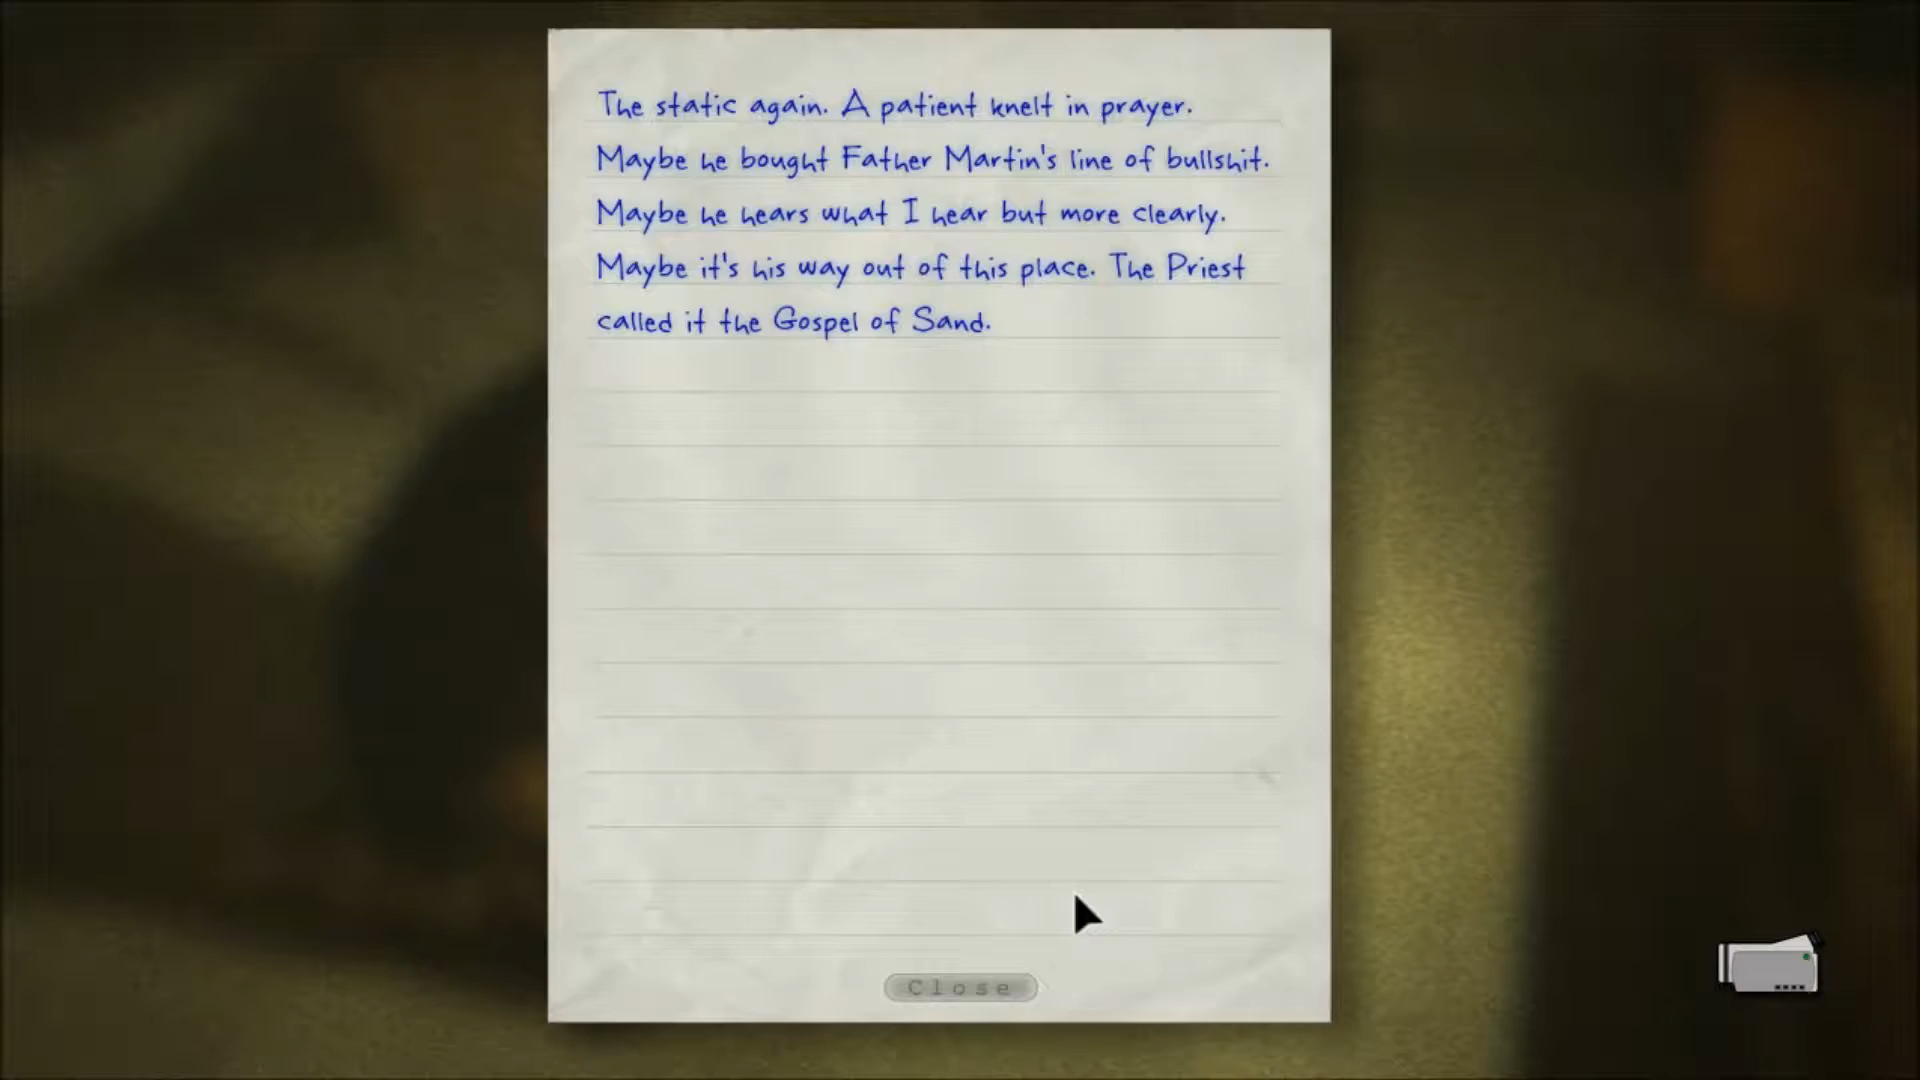 The static again. A patient knelt in prayer.
Maybe he bought Father Martin's line of bullshit.
Maybe he hears what I hear but more clearly.
Maybe it's his way out of this place. The Priest
called it the Gospel of Sand.
Close